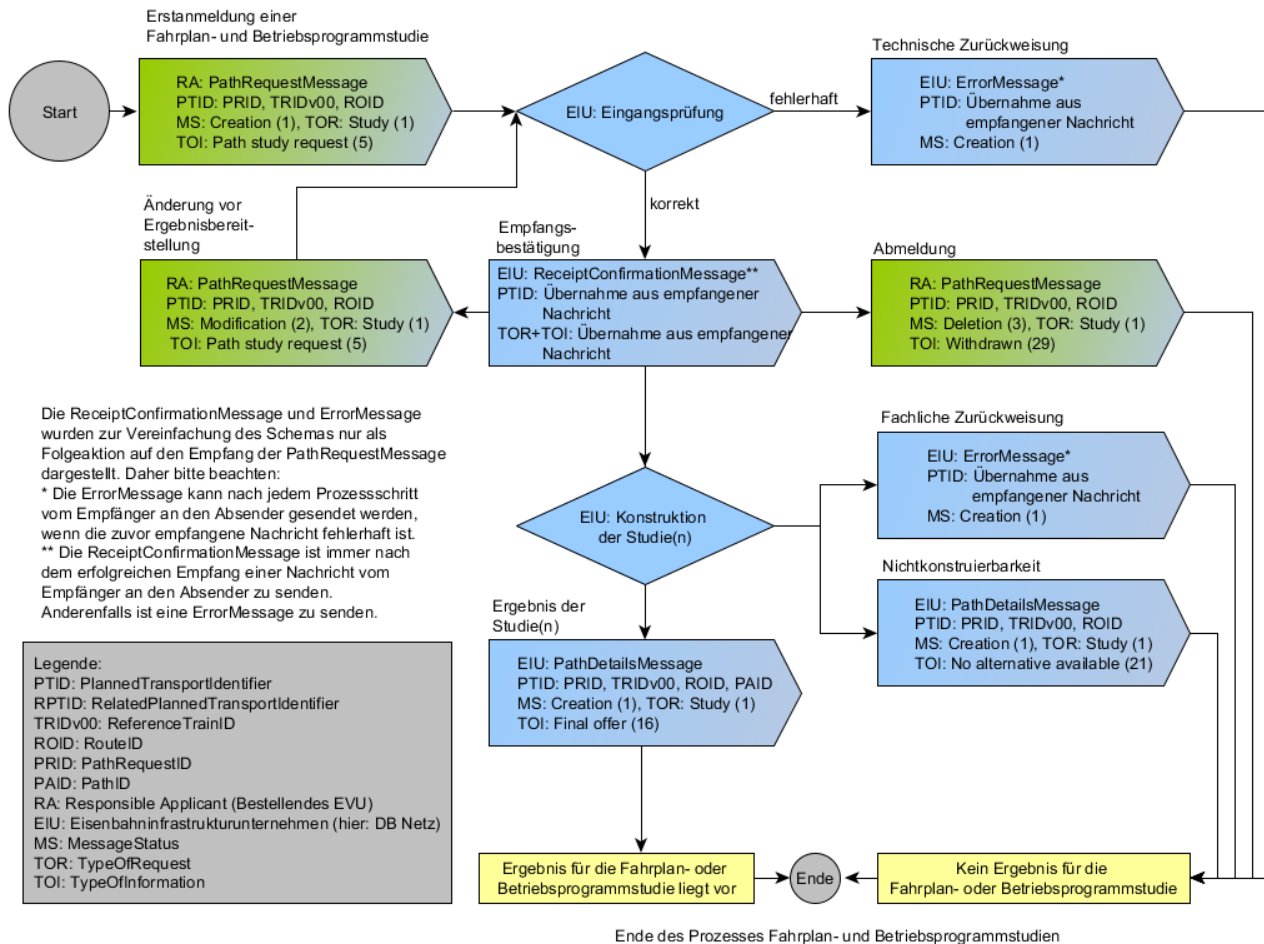 Erstanmeldung einer
Fahrplan- und Betriebsprogrammstudie
Start
RA: PathRequestMessage
PTID: PRID, TRIDv00, ROID
MS: Creation (1), TOR: Study (1)
TOI: Path study request (5)
EIU: Eingangsprüfung
fehlerhaft
Technische Zurückweisung
EIU: ErrorMessage*
PTID: Übernahme aus
empfangener Nachricht
MS: Creation (1)
korrekt
Änderung vor
Ergebnisbereit-
stellung
RA: PathRequestMessage
PTID: PRID, TRIDv00, ROID
MS: Modification (2), TOR: Study (1)
TOI: Path study request (5)
Empfangs-
bestätigung
EIU: ReceiptConfirmationMessage**
PTID: Übernahme aus empfangener
Nachricht
TOR+TOI: Übernahme aus empfangener
Nachricht
Abmeldung
RA: PathRequestMessage
PTID: PRID, TRIDv00, ROID
MS: Deletion (3), TOR: Study (1)
TOI: Withdrawn (29)
Die ReceiptConfirmationMessage und ErrorMessage
wurden zur Vereinfachung des Schemas nur als
Folgeaktion auf den Empfang der PathRequestMessage
dargestellt. Daher bitte beachten:
* Die ErrorMessage kann nach jedem Prozessschritt
vom Empfänger an den Absender gesendet werden,
wenn die zuvor empfangene Nachricht fehlerhaft ist.
** Die ReceiptConfirmationMessage ist immer nach
dem erfolgreichen Empfang einer Nachricht vom
Empfänger an den Absender zu senden.
Anderenfalls ist eine ErrorMessage zu senden.
EIU: Konstruktion
der Studie(n)
Fachliche Zurückweisung
EIU: ErrorMessage*
PTID: Übernahme aus
empfangener Nachricht
MS: Creation (1)
Nichtkonstruierbarkeit
EIU: PathDetailsMessage
PTID: PRID, TRIDv00, ROID
MS: Creation (1), TOR: Study (1)
TOI: No alternative available (21)
Ergebnis der
Studie(n)
EIU: PathDetailsMessage
PTID: PRID, TRIDv00, ROID, PAID
MS: Creation (1), TOR: Study (1)
TOI: Final offer (16)
Legende:
PTID: PlannedTransportIdentifier
RPTID: RelatedPlannedTransportIdentifier
TRIDv00: ReferenceTrainID
ROID: RouteID
PRID: PathRequestID
PAID: PathID
RA: Responsible Applicant (Bestellendes EVU)
EIU: Eisenbahninfrastrukturunternehmen (hier: DB Netz)
MS: MessageStatus
TOR: TypeOfRequest
TOI: TypeOfInformation
Ergebnis für die Fahrplan- oder
Betriebsprogrammstudie liegt vor
Ende
Kein Ergebnis für die
Fahrplan- oder Betriebsprogrammstudie
Ende des Prozesses Fahrplan- und Betriebsprogrammstudien